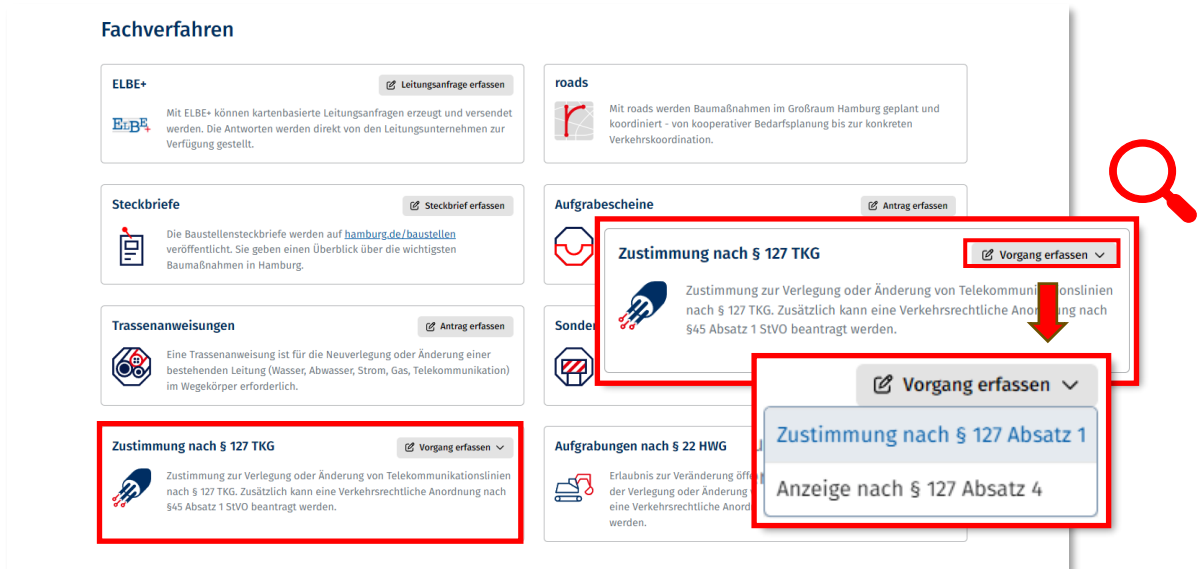 Fachverfahren
ELBE+
Leitungsanfrage erfassen
ELBE+
Mit ELBE+ können kartenbasierte Leitungsanfragen erzeugt und versendet
werden. Die Antworten werden direkt von den Leitungsunternehmen zur
Verfügung gestellt.
roads
Mit roads werden Baumaßnahmen im Großraum Hamburg geplant und
koordiniert - von kooperativer Bedarfsplanung bis zur konkreten
Verkehrskoordination.
Steckbriefe
Steckbrief erfassen
Die Baustellensteckbriefe werden auf hamburg.de/baustellen
veröffentlicht. Sie geben einen Überblick über die wichtigsten
Baumaßnahmen in Hamburg.
Aufgrabescheine
Antrag erfassen
Zustimmung nach § 127 TKG
Vorgang erfassen
Zustimmung zur Verlegung oder Änderung von Telekommunikationslinien
nach § 127 TKG. Zusätzlich kann eine Verkehrsrechtliche Anordnung nach
§45 Absatz 1 StVO beantragt werden.
Trassenanweisungen
Antrag erfassen
Eine Trassenanweisung ist für die Neuverlegung oder Änderung einer
bestehenden Leitung (Wasser, Abwasser, Strom, Gas, Telekommunikation)
im Wegekörper erforderlich.
Sonder
Vorgang erfassen
Zustimmung nach § 127 Absatz 1
Anzeige nach § 127 Absatz 4
Zustimmung nach § 127 TKG
Vorgang erfassen
Zustimmung zur Verlegung oder Änderung von Telekommunikationslinien
nach § 127 TKG. Zusätzlich kann eine Verkehrsrechtliche Anordnung nach
§45 Absatz 1 StVO beantragt werden.
Aufgrabungen nach § 22 HWG
Erlaubnis zur Veränderung öffe
der Verlegung oder Änderung
eine Verkehrsrechtliche Anord
werden.